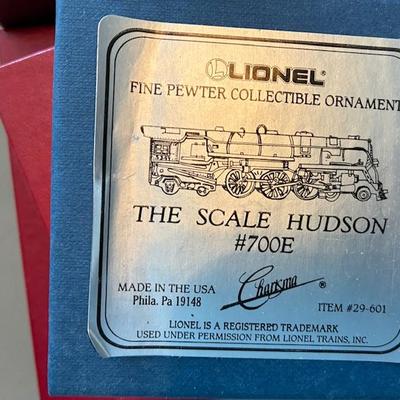 LIONEL®
FINE PEWTER COLLECTIBLE ORNAMENT
THE SCALE HUDSON
#700E
MADE IN THE USA
Phila. Pa 19148
Charisma ®
ITEM #29-601
LIONEL IS A REGISTERED TRADEMARK
USED UNDER PERMISSION FROM LIONEL TRAINS, INC.